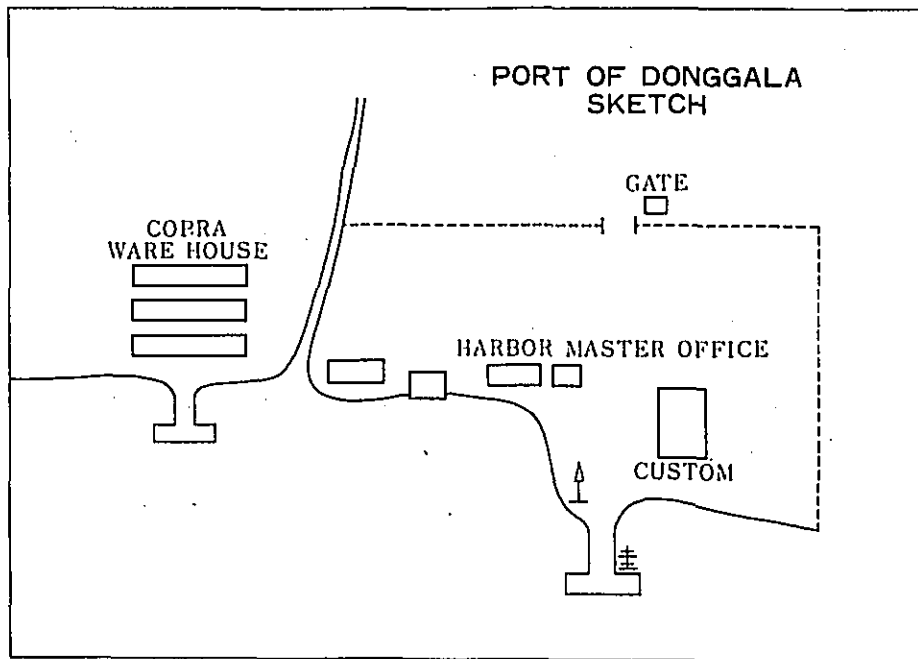 PORT OF DONGGALA
SKETCH
GATE
COPRA
WARE HOUSE
HARBOR MASTER OFFICE
CUSTOM